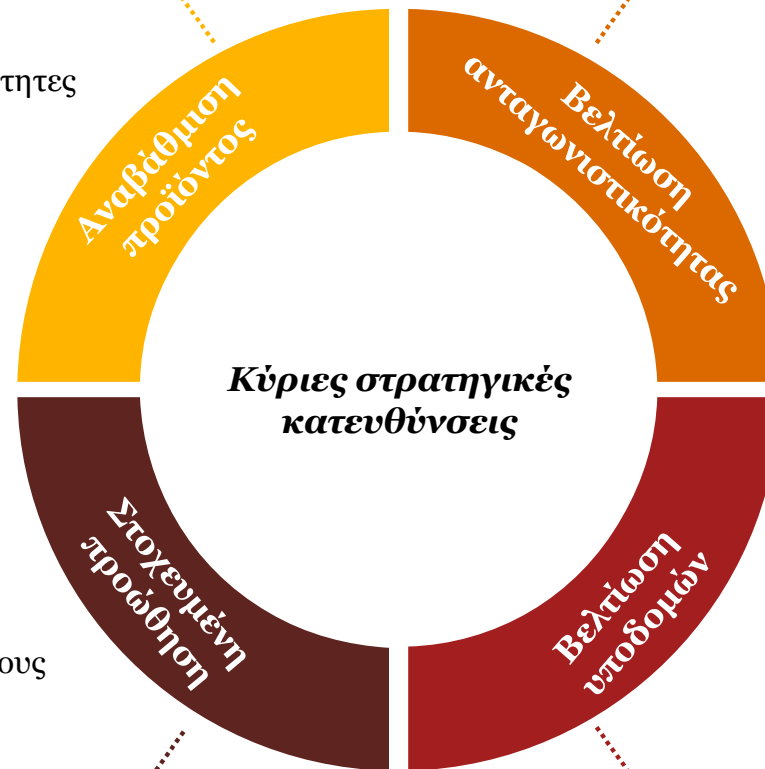 τητες
Αναβάθμιση
προϊόντος
Βελτίωση
ανταγωνιστικότητας
Κύριες στρατηγικές
κατευθύνσεις
Στοχευμένη
προώθηση
Βελτίωση
υποδομών
ους